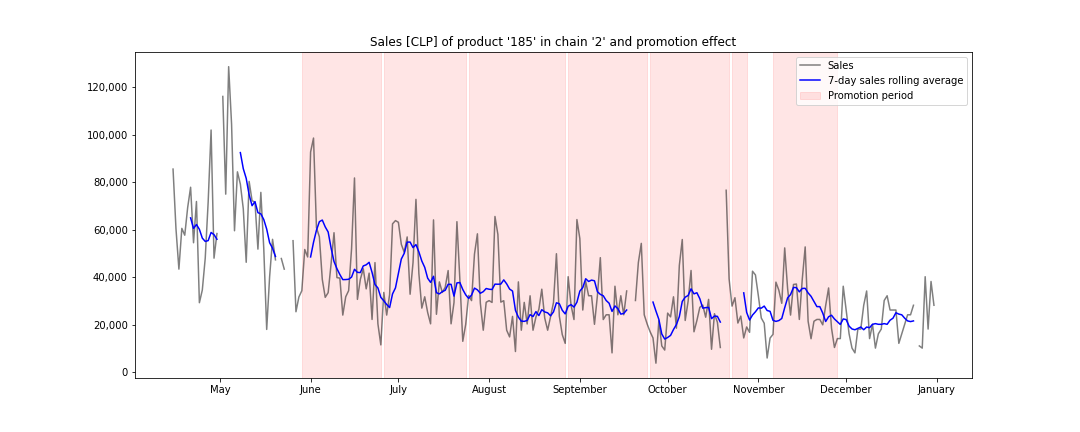 Sales [CLP] of product '185' in chain '2' and promotion effect
Sales
7-day sales rolling average
Promotion period
120,000
100,000
80,000
60,000
40,000
20,000
0
May June July August September October November December January